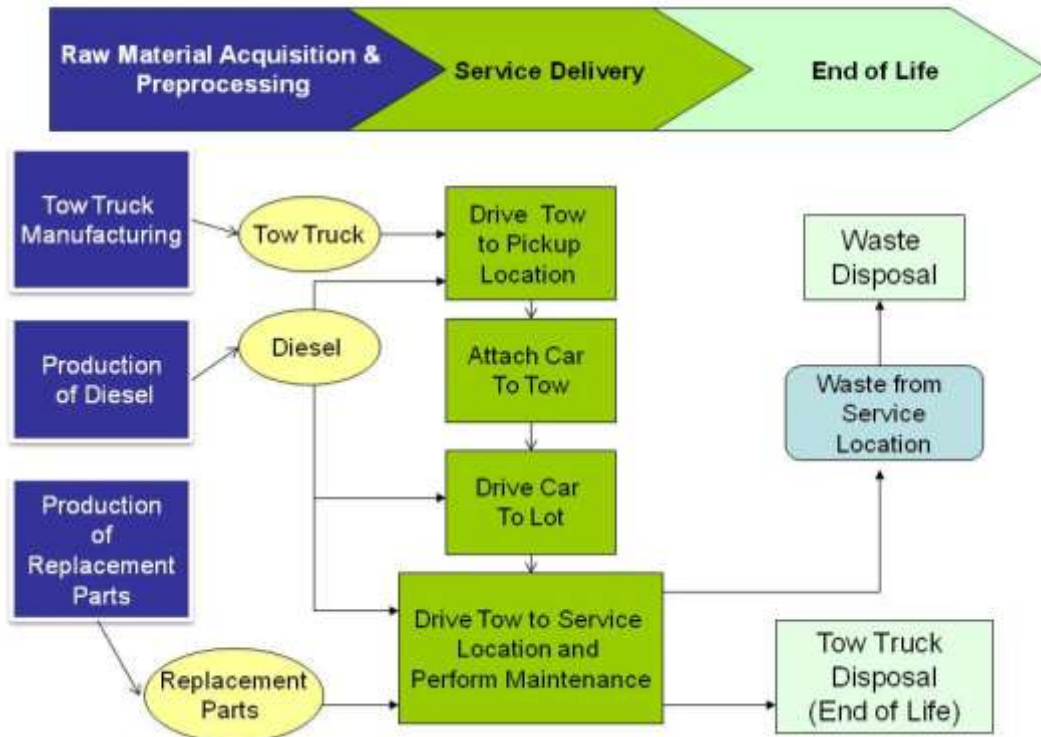 Raw Material Acquisition &
Preprocessing
Service Delivery
End of Life
Tow Truck
Manufacturing
Tow Truck
Drive Tow
to Pickup
Location
Waste
Disposal
Production
of Diesel
Diesel
Attach Car
To Tow
Waste from
Service
Location
Production
of
Replacement
Parts
Drive Car
To Lot
Replacement
Parts
Drive Tow to Service
Location and
Perform Maintenance
Tow Truck
Disposal
(End of Life)